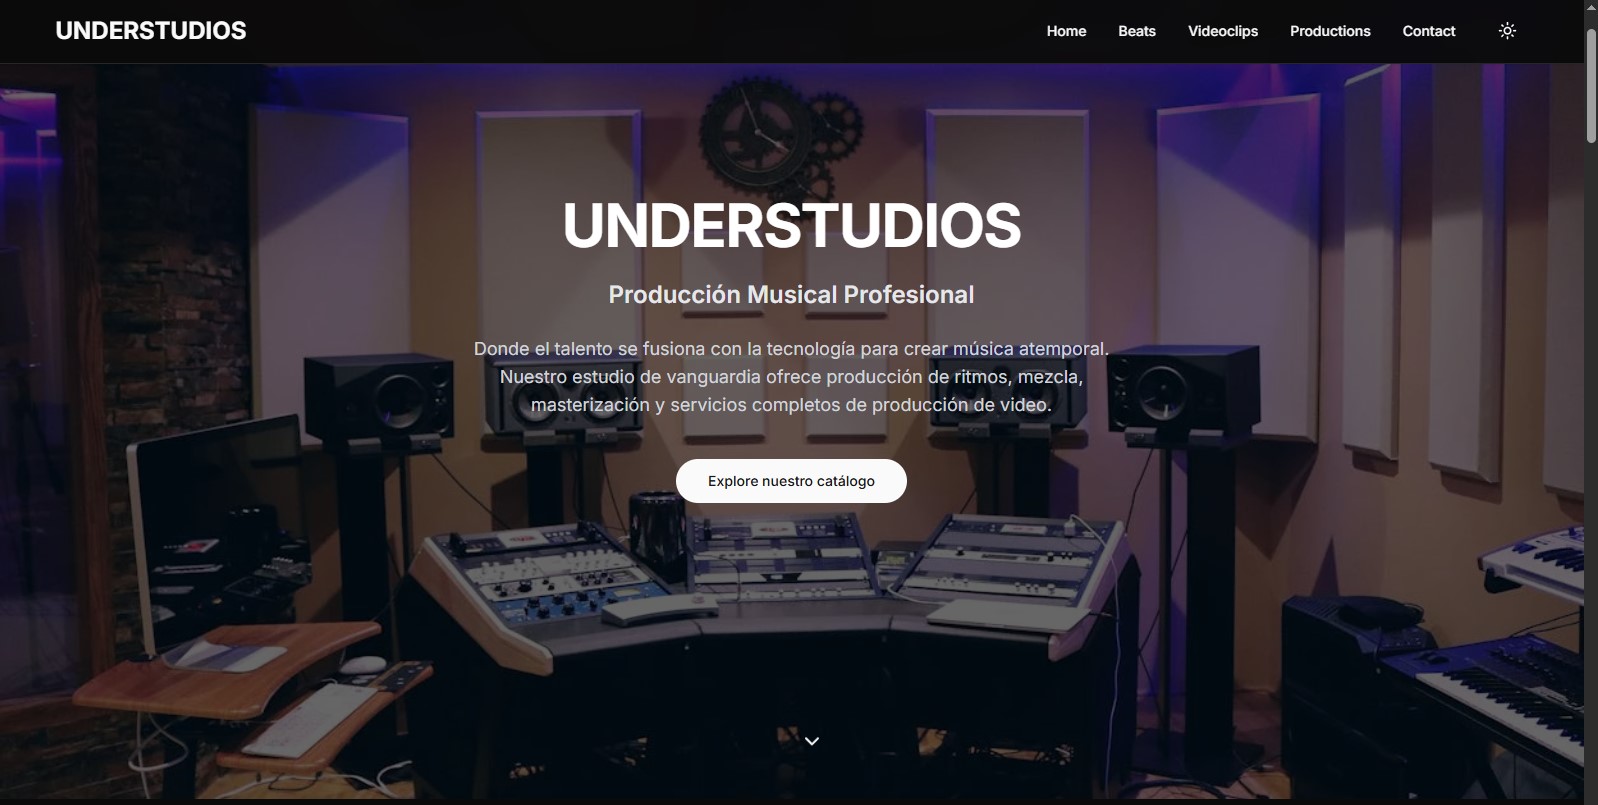 UNDERSTUDIOS
Home Beats Videoclips Productions Contact
UNDERSTUDIOS
Producción Musical Profesional
Donde el talento se fusiona con la tecnología para crear música atemporal.
Nuestro estudio de vanguardia ofrece producción de ritmos, mezcla,
masterización y servicios completos de producción de video.
Explore nuestro catálogo